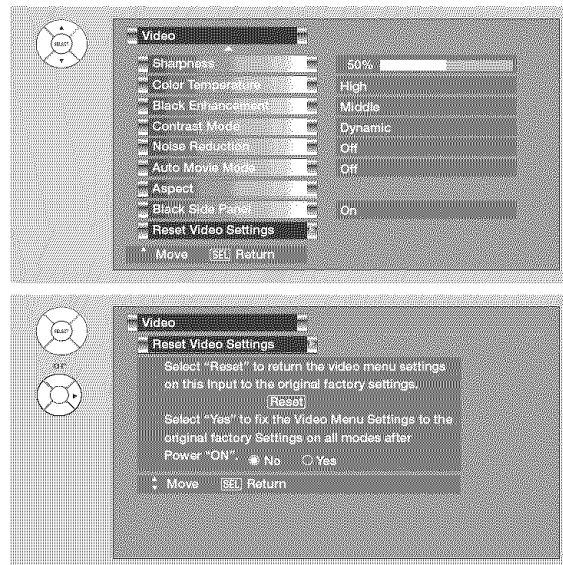 SELECT
Video
Sharpness 50%
Color Temperature High
Black Enhancement Middle
Contrast Mode Dynamic
Noise Reduction Off
Auto Movie Mode Off
Aspect
Black Side Panel On
Reset Video Settings
Move SEL Return
SELECT
Video
Reset Video Settings
Select "Reset" to return the video menu settings
on this Input to the original factory settings.
Reset
Select "Yes" to fix the Video Menu Settings to the
original factory Settings on all modes after
Power "ON". No Yes
Move SEL Return